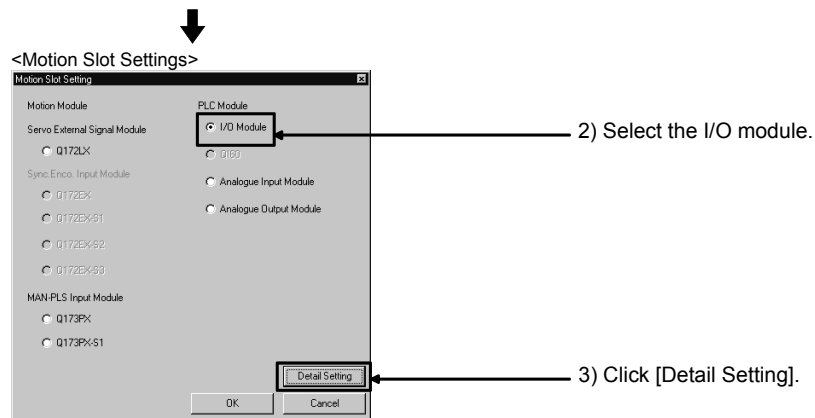 <Motion Slot Settings>
Motion Slot Setting
Motion Module
PLC Module
Servo External Signal Module
I/O Module
Q172LX
QI60
Sync.Enco. Input Module
Analogue Input Module
Q172EX
Analogue Output Module
Q172EX-S1
Q172EX-S2
Q172EX-S3
MAN-PLS Input Module
Q173PX
Q173PX-S1
Detail Setting
OK
Cancel
2) Select the I/O module.
3) Click [Detail Setting].